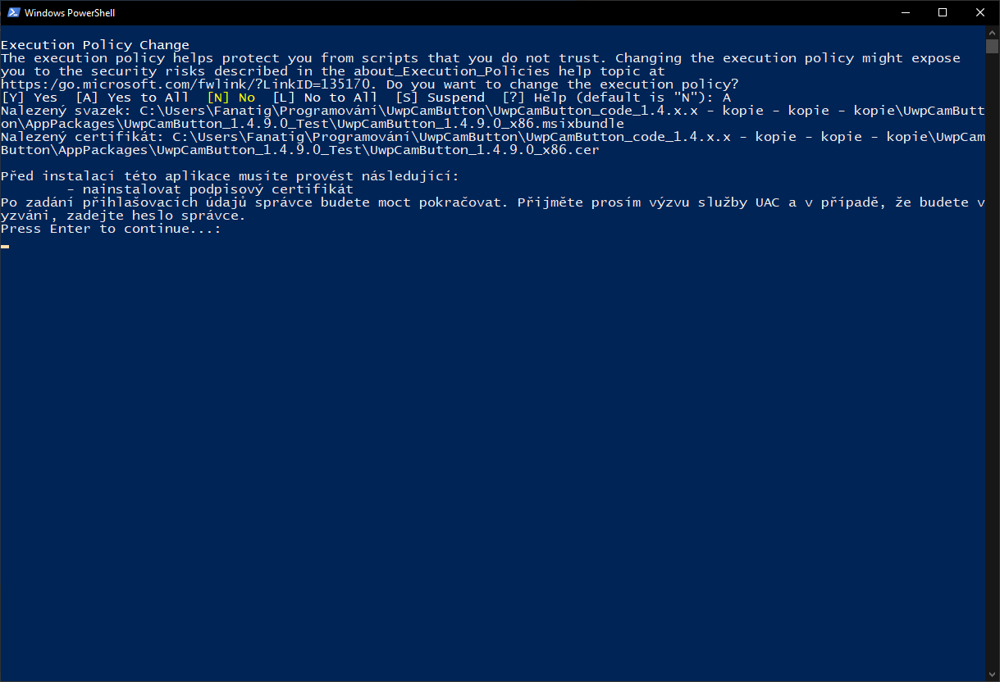 Windows PowerShell
Execution Policy Change
The execution policy helps protect you from scripts that you do not trust. Changing the execution policy might expose
you to the security risks described in the about_Execution_Policies help topic at
https:/go.microsoft.com/fwlink/?LinkID=135170. Do you want to change the execution policy?
[Y] Yes  [A] Yes to All  [N] No  [L] No to All  [S] Suspend  [?] Help (default is "N"): A
Nalezený svazek: C:\Users\Fanatig\Programování\UwpCamButton\UwpCamButton_code_1.4.x.x - kopie - kopie - kopie\UwpCamButt
on\AppPackages\UwpCamButton_1.4.9.0_Test\UwpCamButton_1.4.9.0_x86.msixbundle
Nalezený certifikát: C:\Users\Fanatig\Programování\UwpCamButton\UwpCamButton_code_1.4.x.x - kopie - kopie - kopie\UwpCam
Button\AppPackages\UwpCamButton_1.4.9.0_Test\UwpCamButton_1.4.9.0_x86.cer
Před instalací této aplikace musíte provést následující:
        - nainstalovat podpisový certifikát
Po zadání přihlašovacích údajů správce budete moct pokračovat. Přijměte prosím výzvu služby UAC a v případě, že budete v
yzváni, zadejte heslo správce.
Press Enter to continue...: